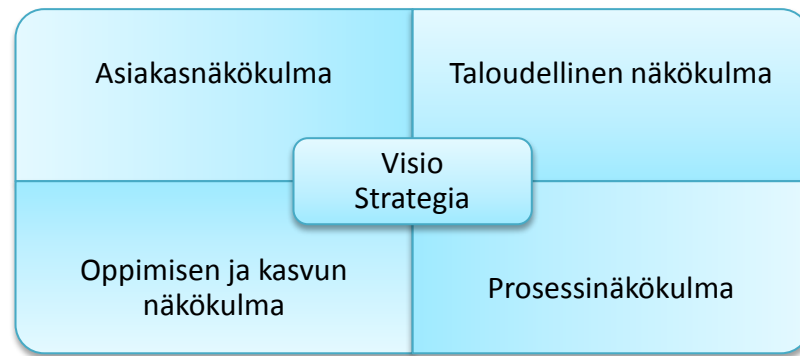 Asiakasnäkökulma
Taloudellinen näkökulma
Visio
Strategia
Oppimisen ja kasvun
näkökulma
Prosessinäkökulma